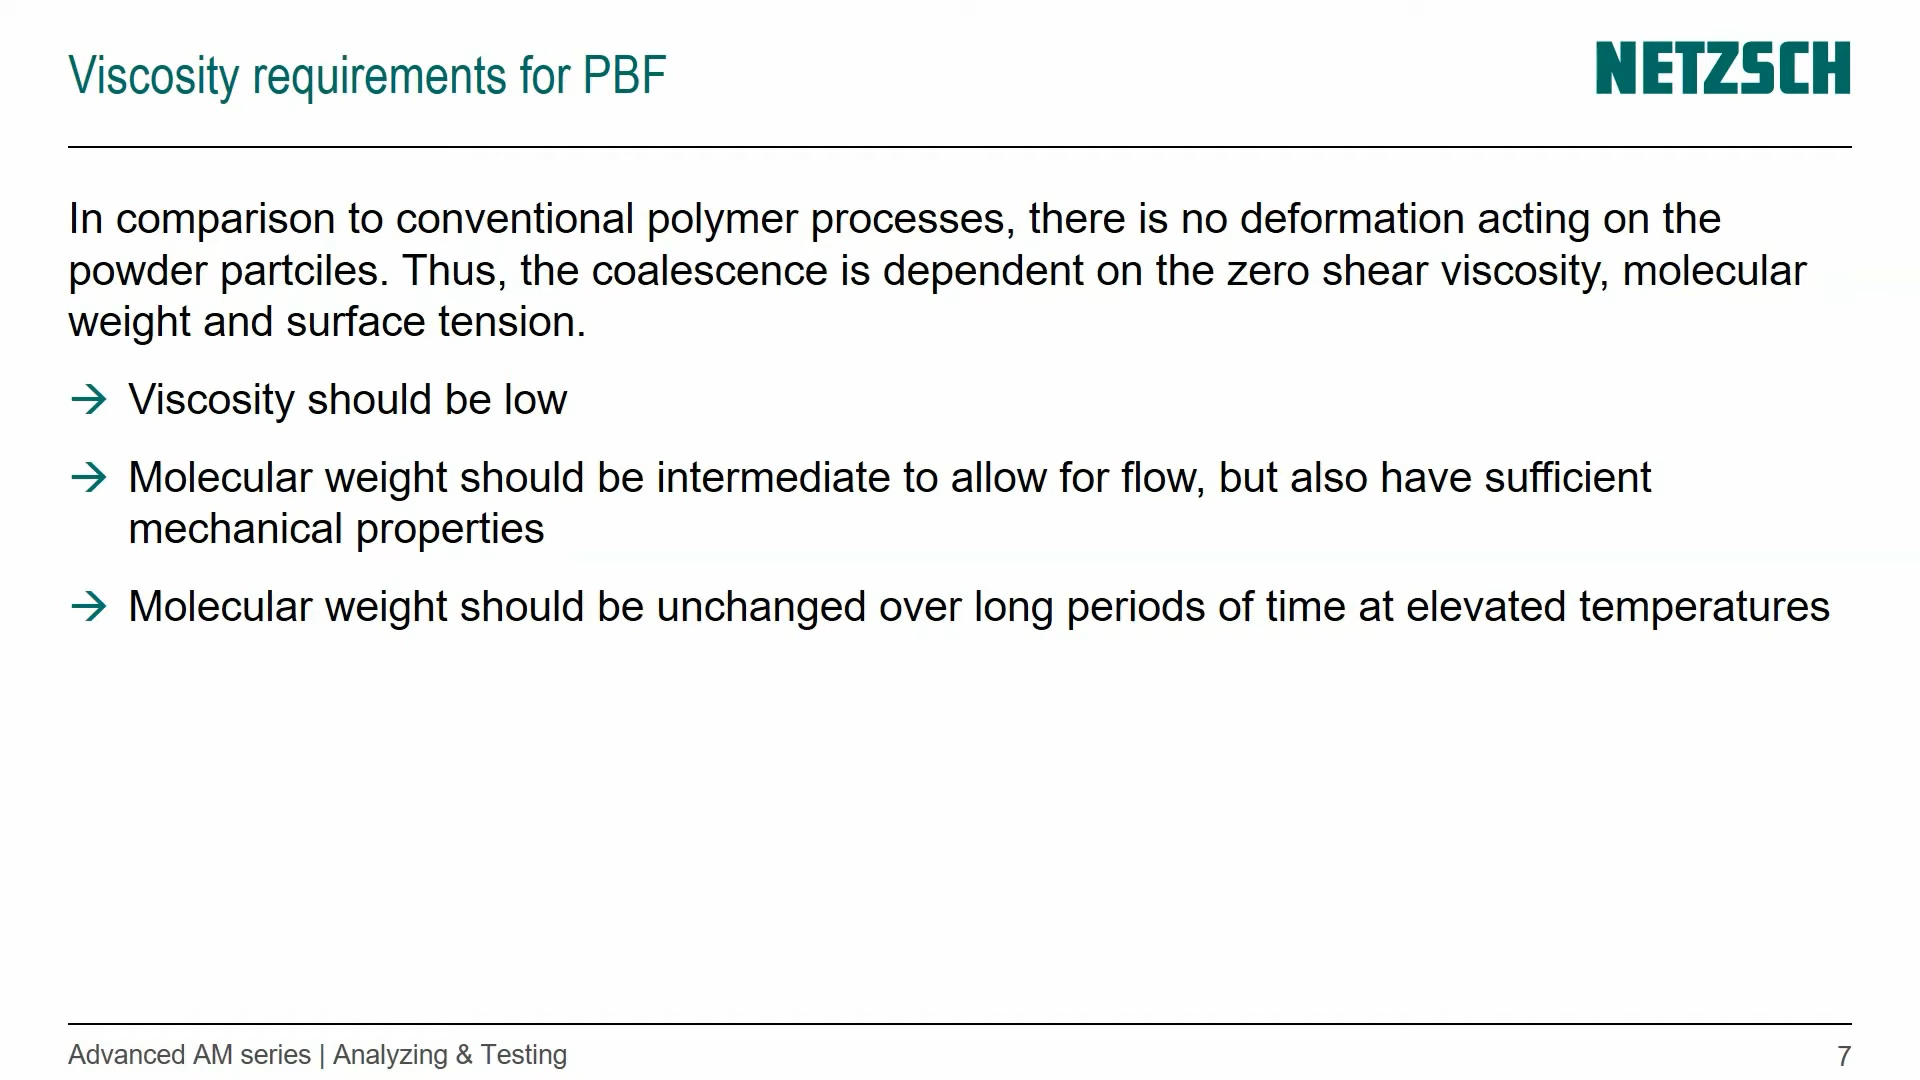 Viscosity requirements for PBF
NETZSCH
In comparison to conventional polymer processes, there is no deformation acting on the
powder partciles. Thus, the coalescence is dependent on the zero shear viscosity, molecular
weight and surface tension.
→ Viscosity should be low
→ Molecular weight should be intermediate to allow for flow, but also have sufficient
mechanical properties
→ Molecular weight should be unchanged over long periods of time at elevated temperatures
Advanced AM series | Analyzing & Testing
7